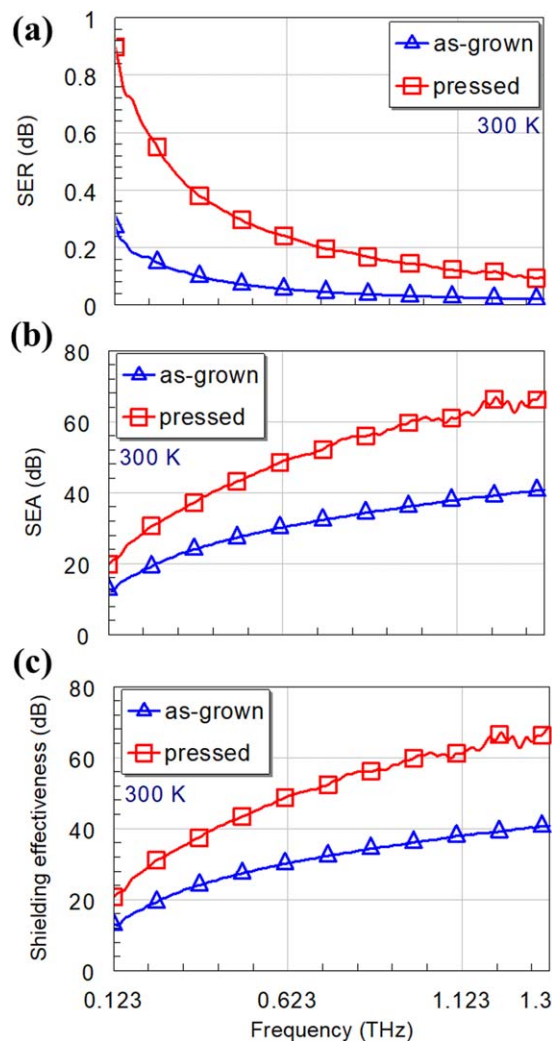 (a)
1
0.8
0.6
0.4
0.2
0
SER (dB)
as-grown
pressed
300 K
(b)
80
60
40
20
0
SEA (dB)
as-grown
pressed
300 K
(c)
80
60
40
20
0
Shielding effectiveness (dB)
as-grown
pressed
300 K
0.123 0.623 1.123 1.3
Frequency (THz)